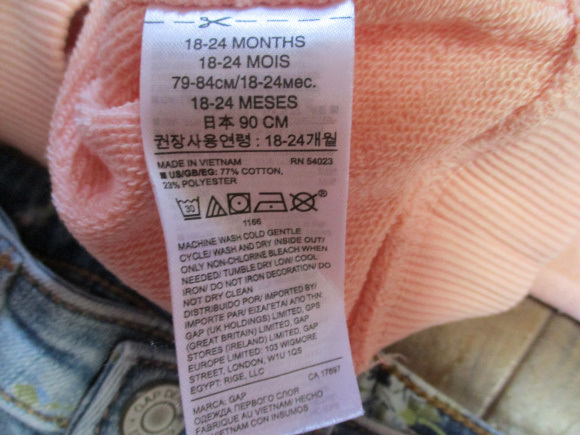 18-24 MONTHS
18-24 MOIS
79-84см/18-24мес.
18-24 MESES
日本 90 CM
권장사용연령 : 18-24개월
MADE IN VIETNAM RN 54023
■ US/GB/EG: 77% COTTON,
23% POLYESTER
30
1166
MACHINE WASH COLD GENTLE
CYCLE/ WASH AND DRY INSIDE OUT/
ONLY NON-CHLORINE BLEACH WHEN
NEEDED/ TUMBLE DRY LOW/ COOL
IRON/ DO NOT IRON DECORATION/ DO
NOT DRY CLEAN
DISTRIBUIDO POR/ IMPORTED BY/
IMPORTE PAR/ ΕΙΣΑΓΕΤΑΙ ΑΠΟ ΤΗΝ:
GAP (UK HOLDINGS) LIMITED, GPS
(GREAT BRITAIN) LIMITED, GAP
STORES (IRELAND) LIMITED, GAP
EUROPE LIMITED: 103 WIGMORE
STREET, LONDON, W1U 1QS
EGYPT: RIGE, LLC
CA 17897
MARCA: GAP
ОДЕЖДА ПЕРВОГО СЛОЯ
FABRIQUE AU VIETNAM/ HECHO
EN VIETNAM CON INSUMOS
GAP